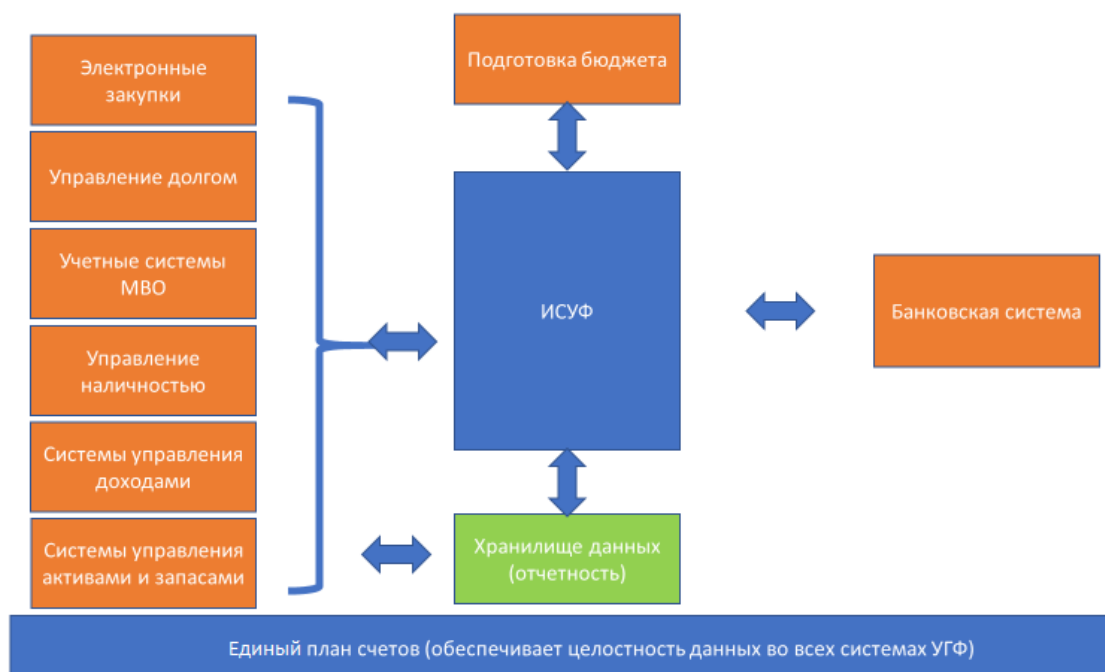 Электронные
закупки
Управление долгом
Учетные системы
МВО
Управление
наличностью
Системы управления
доходами
Системы управления
активами и запасами
Подготовка бюджета
ИСУФ
Хранилище данных
(отчетность)
Банковская система
Единый план счетов (обеспечивает целостность данных во всех системах УГФ)